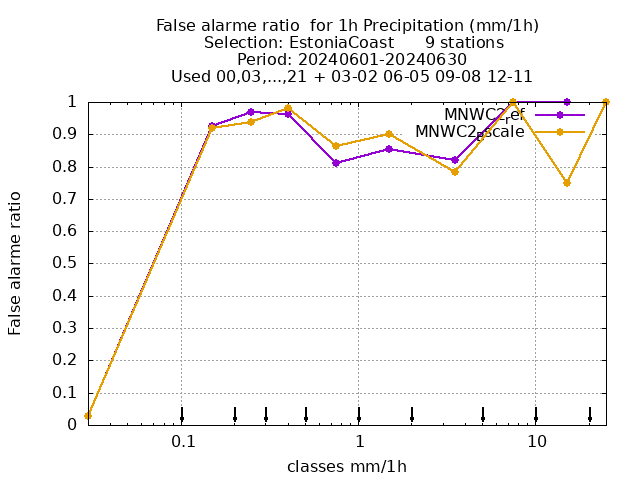 False alarme ratio  for 1h Precipitation (mm/1h)
Selection: EstoniaCoast      9 stations
Period: 20240601-20240630
Used 00,03,...,21 + 03-02 06-05 09-08 12-11
MNWC2_ref
MNWC2_pscale
1
0.9
0.8
0.7
0.6
0.5
0.4
0.3
0.2
0.1
0
False alarme ratio
0.1
1
10
classes mm/1h